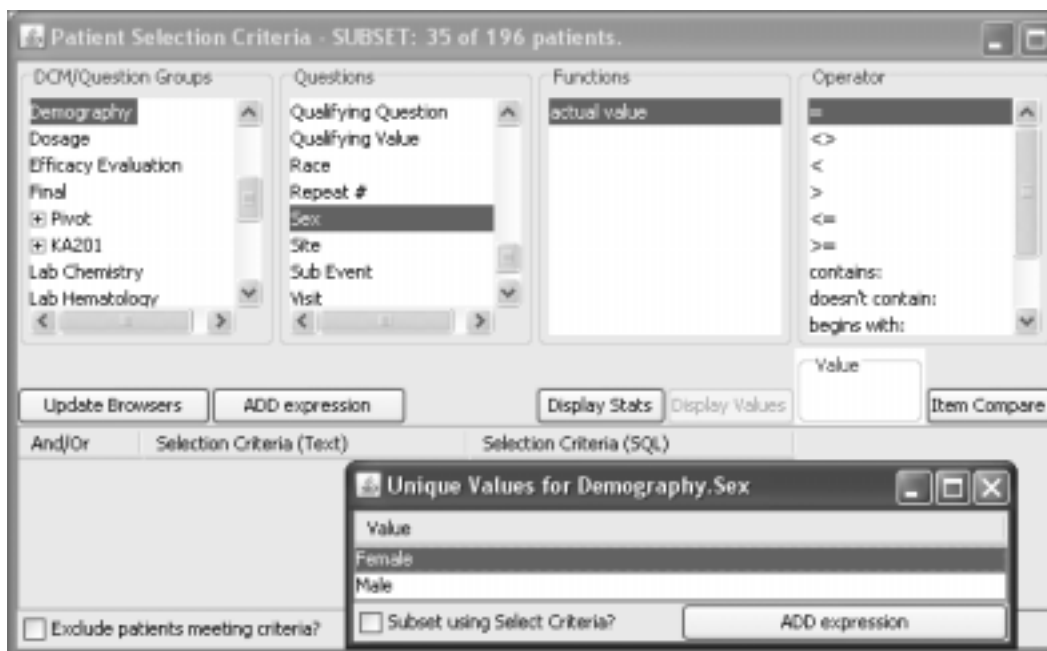 Patient Selection Criteria - SUBSET: 35 of 196 patients.
DCM/Question Groups
Demography
Dosage
Efficacy Evaluation
Final
Pivot
KA201
Lab Chemistry
Lab Hematology
Questions
Qualifying Question
Qualifying Value
Race
Repeat #
Sex
Site
Sub Event
Visit
Functions
actual value
Operator
=
<>
<
>
<=
>=
contains:
doesn't contain:
begins with:
Value
Update Browsers
ADD expression
Display Stats
Display Values
Item Compare
And/Or
Selection Criteria (Text)
Selection Criteria (SQL)
Unique Values for Demography.Sex
Value
Female
Male
Subset using Select Criteria?
ADD expression
Exclude patients meeting criteria?